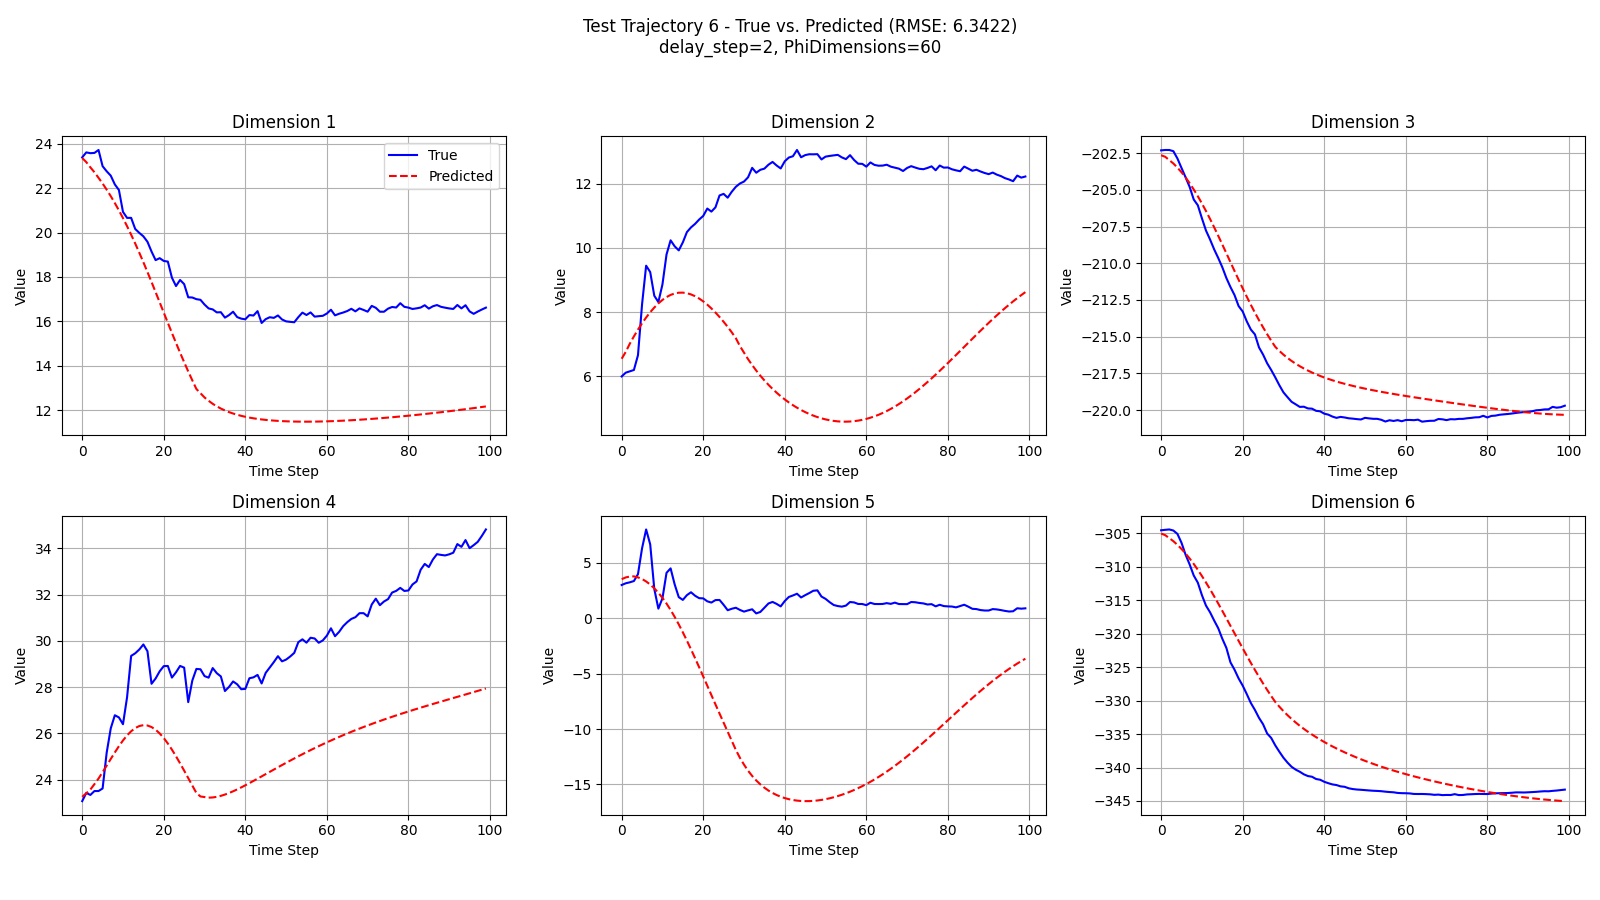 Test Trajectory 6 - True vs. Predicted (RMSE: 6.3422)
delay_step=2, PhiDimensions=60
Dimension 1
24
22
20
18
16
14
12
Value
True
Predicted
0 20 40 60 80 100
Time Step
Dimension 2
12
10
8
6
Value
0 20 40 60 80 100
Time Step
Dimension 3
−202.5
−205.0
−207.5
−210.0
−212.5
−215.0
−217.5
−220.0
Value
0 20 40 60 80 100
Time Step
Dimension 4
34
32
30
28
26
24
Value
0 20 40 60 80 100
Time Step
Dimension 5
5
0
−5
−10
−15
Value
0 20 40 60 80 100
Time Step
Dimension 6
−305
−310
−315
−320
−325
−330
−335
−340
−345
Value
0 20 40 60 80 100
Time Step